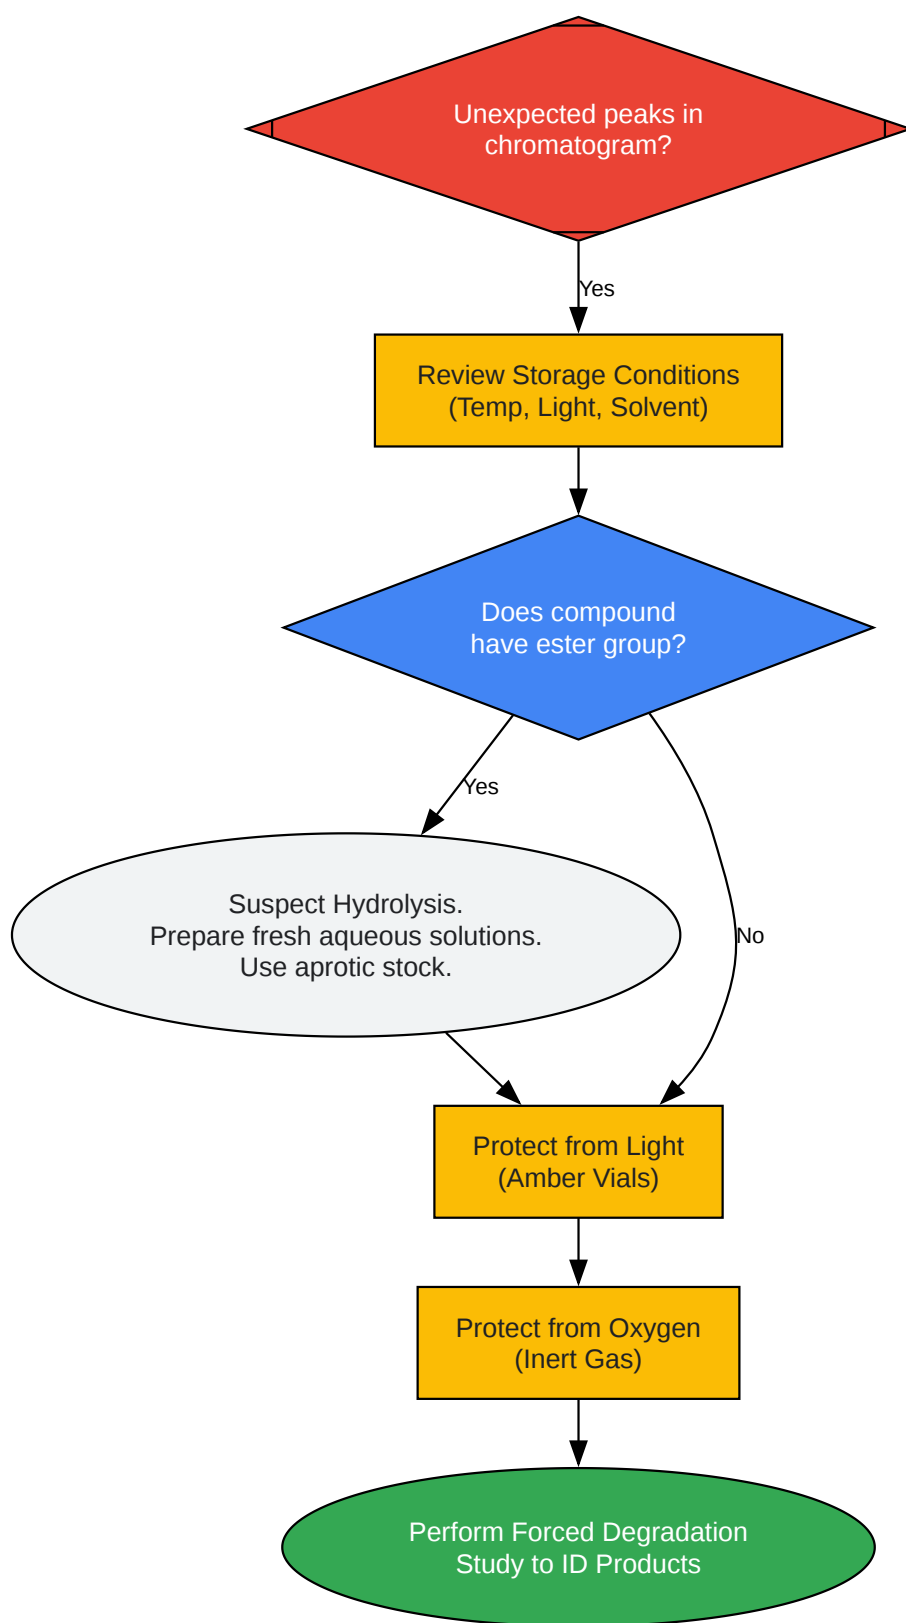 Unexpected peaks in
chromatogram?
Yes
Review Storage Conditions
(Temp, Light, Solvent)
Does compound
have ester group?
Yes
Suspect Hydrolysis.
Prepare fresh aqueous solutions.
Use aprotic stock.
No
Protect from Light
(Amber Vials)
Protect from Oxygen
(Inert Gas)
Perform Forced Degradation
Study to ID Products